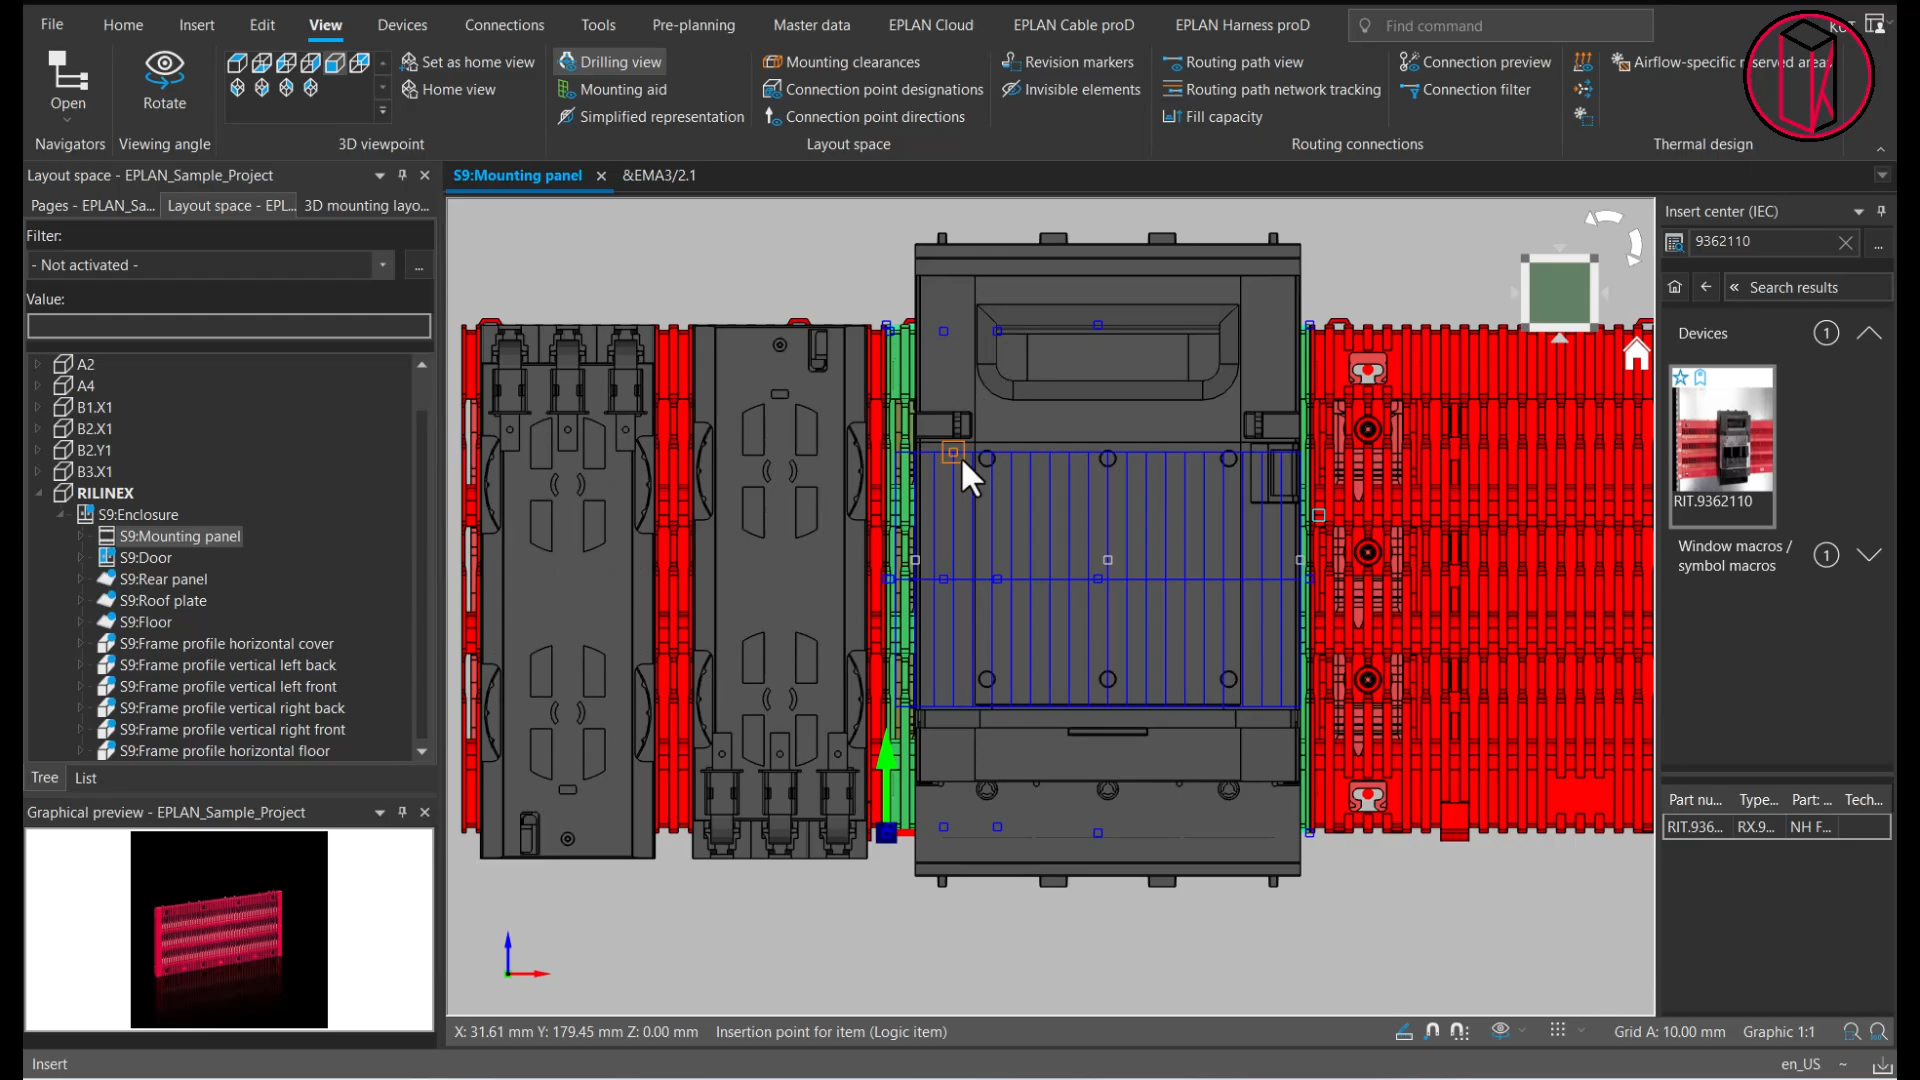 File Home Insert Edit View Devices Connections Tools Pre-planning Master data EPLAN Cloud EPLAN Cable proD EPLAN Harness proD Find command
Open
Navigators
Rotate
Viewing angle
Set as home view
Home view
3D viewpoint
Drilling view
Mounting aid
Simplified representation
Mounting clearances
Connection point designations
Connection point directions
Revision markers
Invisible elements
Layout space
Routing path view
Routing path network tracking
Fill capacity
Connection preview
Connection filter
Routing connections
Airflow-specific reserved area
Thermal design
Layout space - EPLAN_Sample_Project
Pages - EPLAN_Sa... Layout space - EPL... 3D mounting layo...
Filter:
- Not activated - ...
Value:
A2
A4
B1.X1
B2.X1
B2.Y1
B3.X1
RILINEX
S9:Enclosure
S9:Mounting panel
S9:Door
S9:Rear panel
S9:Roof plate
S9:Floor
S9:Frame profile horizontal cover
S9:Frame profile vertical left back
S9:Frame profile vertical left front
S9:Frame profile vertical right back
S9:Frame profile vertical right front
S9:Frame profile horizontal floor
Tree List
Graphical preview - EPLAN_Sample_Project
S9:Mounting panel &EMA3/2.1
Insert center (IEC)
9362110 ...
« Search results
Devices 1
RIT.9362110
Window macros /
symbol macros 1
Part nu... Type... Part: ... Tech...
RIT.936... RX.9... NH F...
X: 31.61 mm Y: 179.45 mm Z: 0.00 mm Insertion point for item (Logic item)
Grid A: 10.00 mm Graphic 1:1
Insert
en_US ~